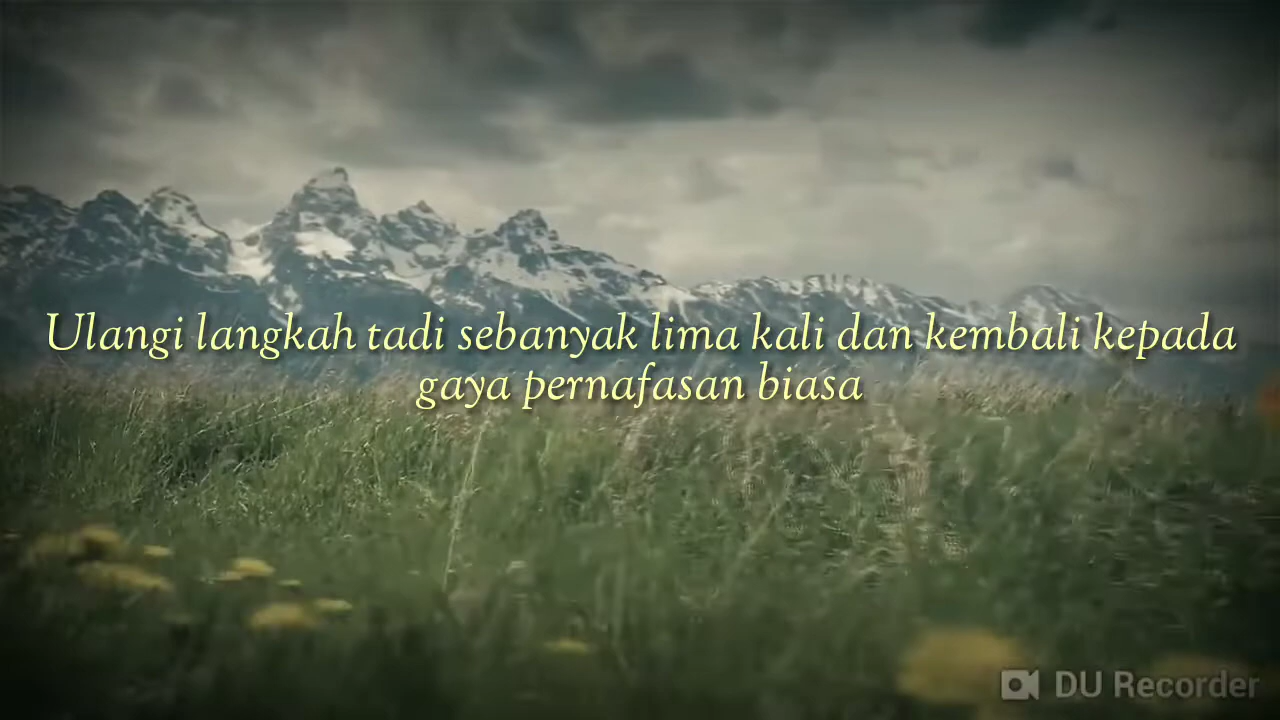 Ulangi langkah tadi sebanyak lima kali dan kembali kepada
gaya pernafasan biasa
DU Recorder